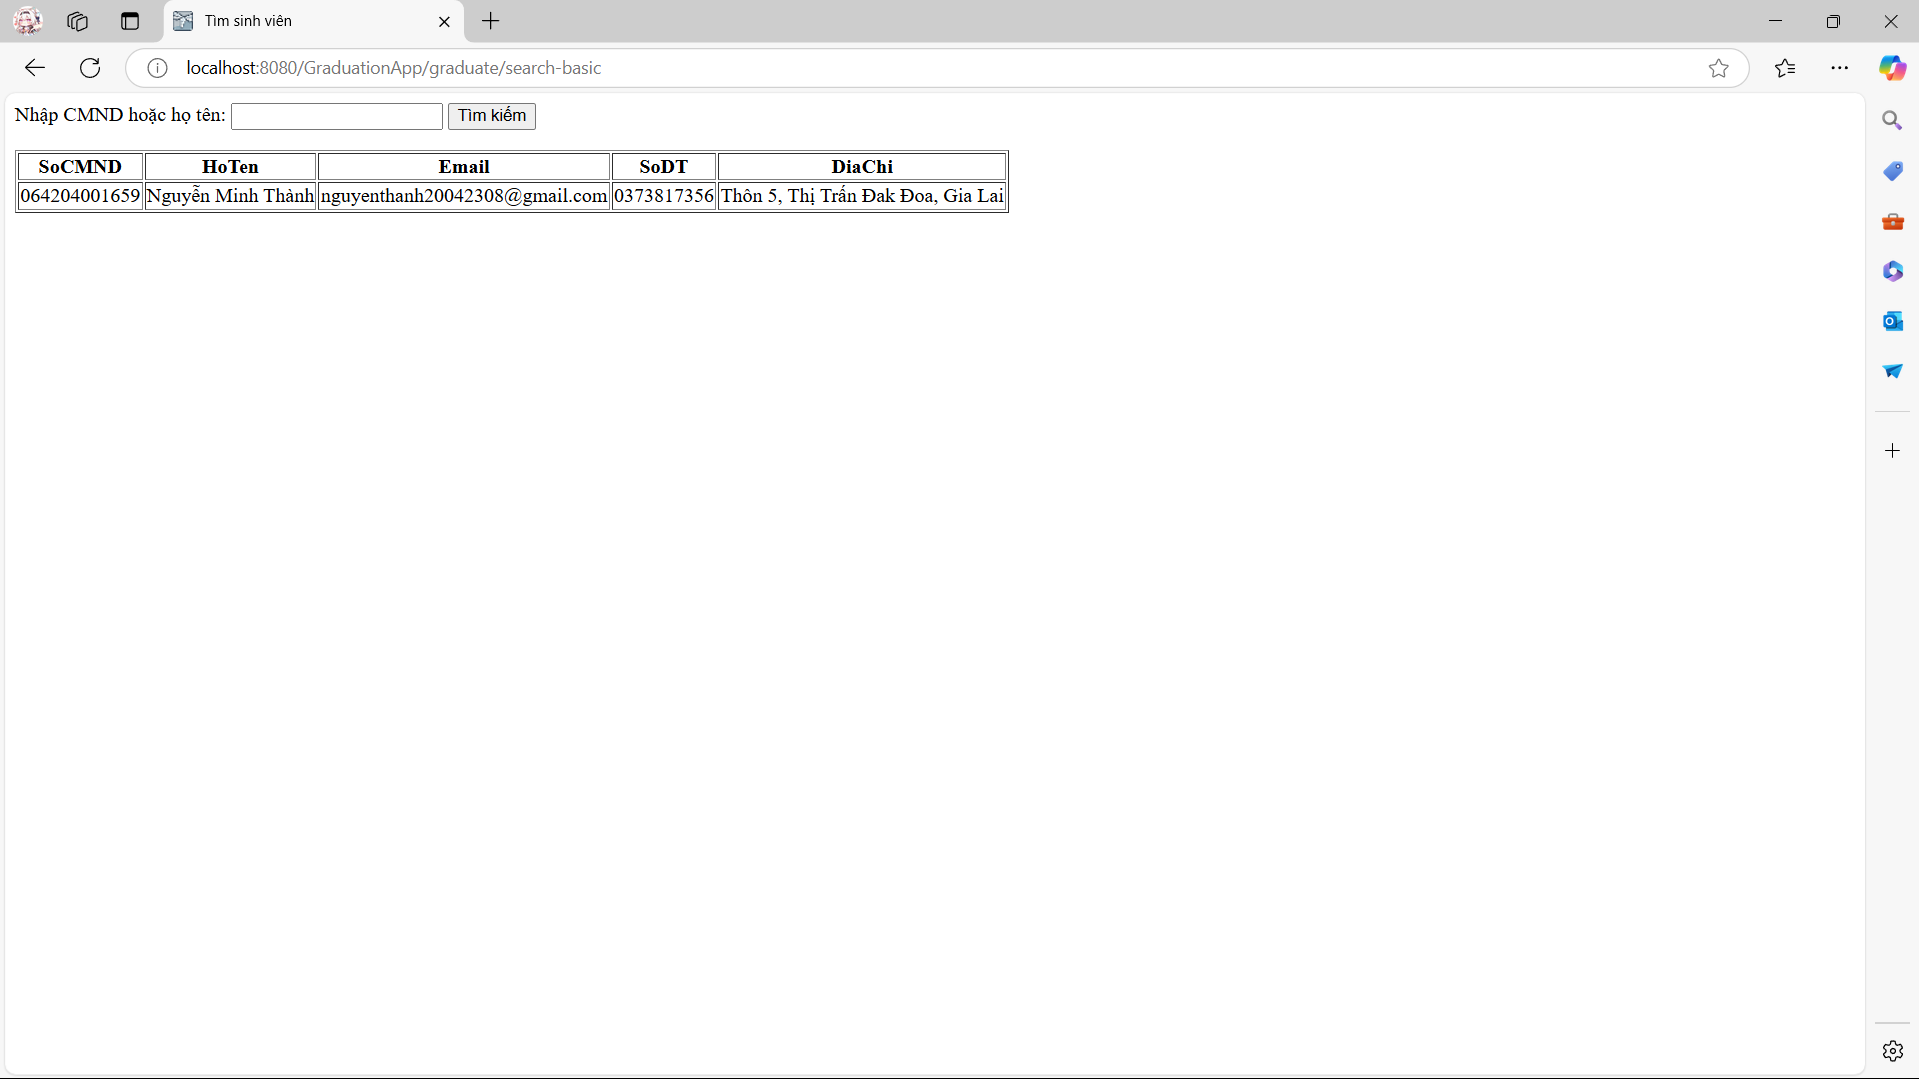 Tìm sinh viên
localhost:8080/GraduationApp/graduate/search-basic
Nhập CMND hoặc họ tên: Tìm kiếm
SoCMND HoTen Email SoDT DiaChi
064204001659 Nguyễn Minh Thành nguyenthanh20042308@gmail.com 0373817356 Thôn 5, Thị Trấn Đak Đoa, Gia Lai